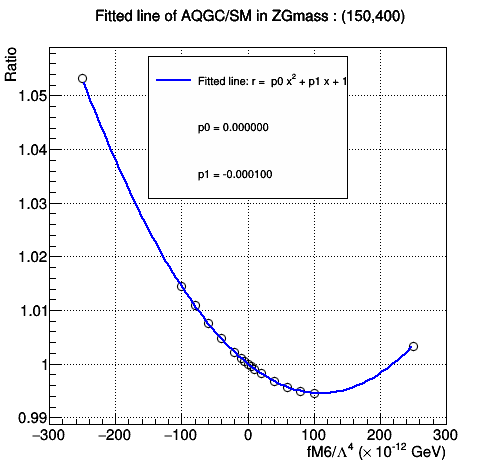 Fitted line of AQGC/SM in ZGmass : (150,400)
Ratio
Fitted line: r = p0 x² + p1 x + 1
p0 = 0.000000
p1 = -0.000100
1.05
1.04
1.03
1.02
1.01
1
0.99
−300 −200 −100 0 100 200 300
fM6/Λ⁴ (× 10⁻¹² GeV)